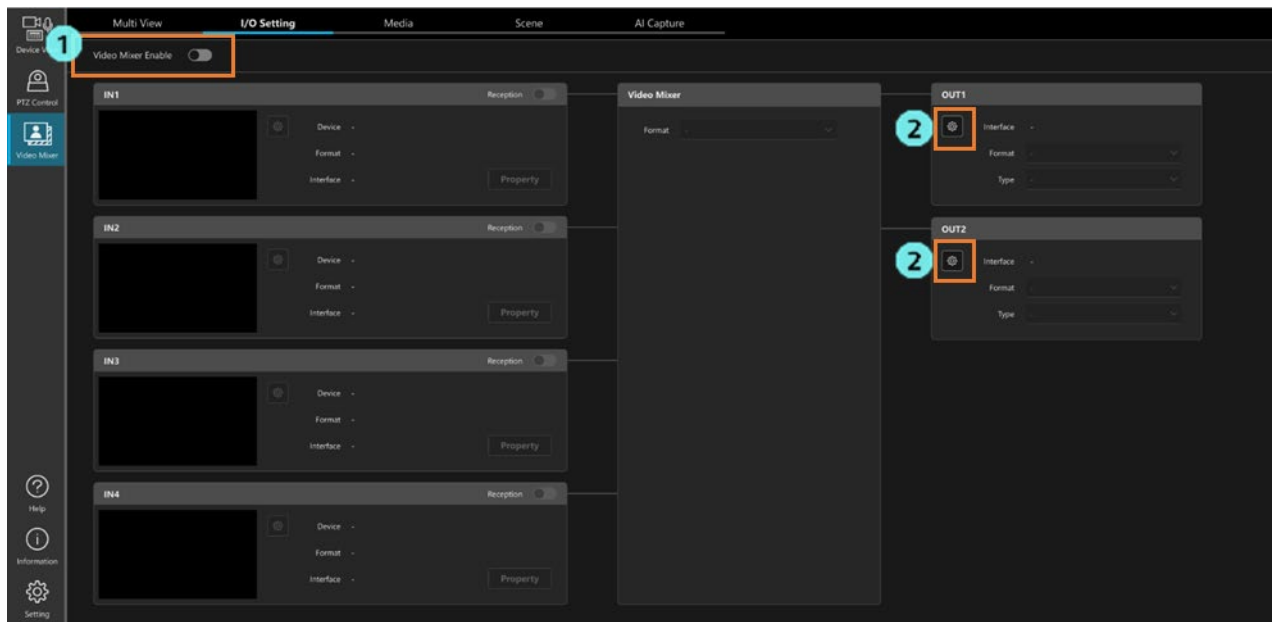 Multi View
I/O Setting
Media
Scene
AI Capture
Device V
1
Video Mixer Enable
PTZ Control
Video Mixer
IN1
Reception
Device -
Format -
Interface -
Property
IN2
Reception
Device -
Format -
Interface -
Property
IN3
Reception
Device -
Format -
Interface -
Property
IN4
Reception
Device -
Format -
Interface -
Property
Video Mixer
Format -
OUT1
2
Interface -
Format -
Type -
OUT2
2
Interface -
Format -
Type -
Help
Information
Setting